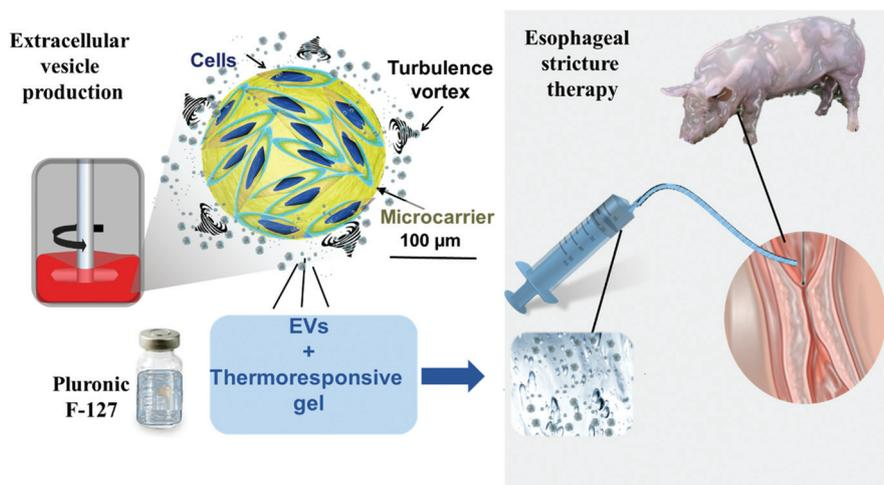 Extracellular
vesicle
production
Cells
Turbulence
vortex
Microcarrier
100 µm
EVs
+
Thermoresponsive
gel
Pluronic
F-127
Esophageal
stricture
therapy